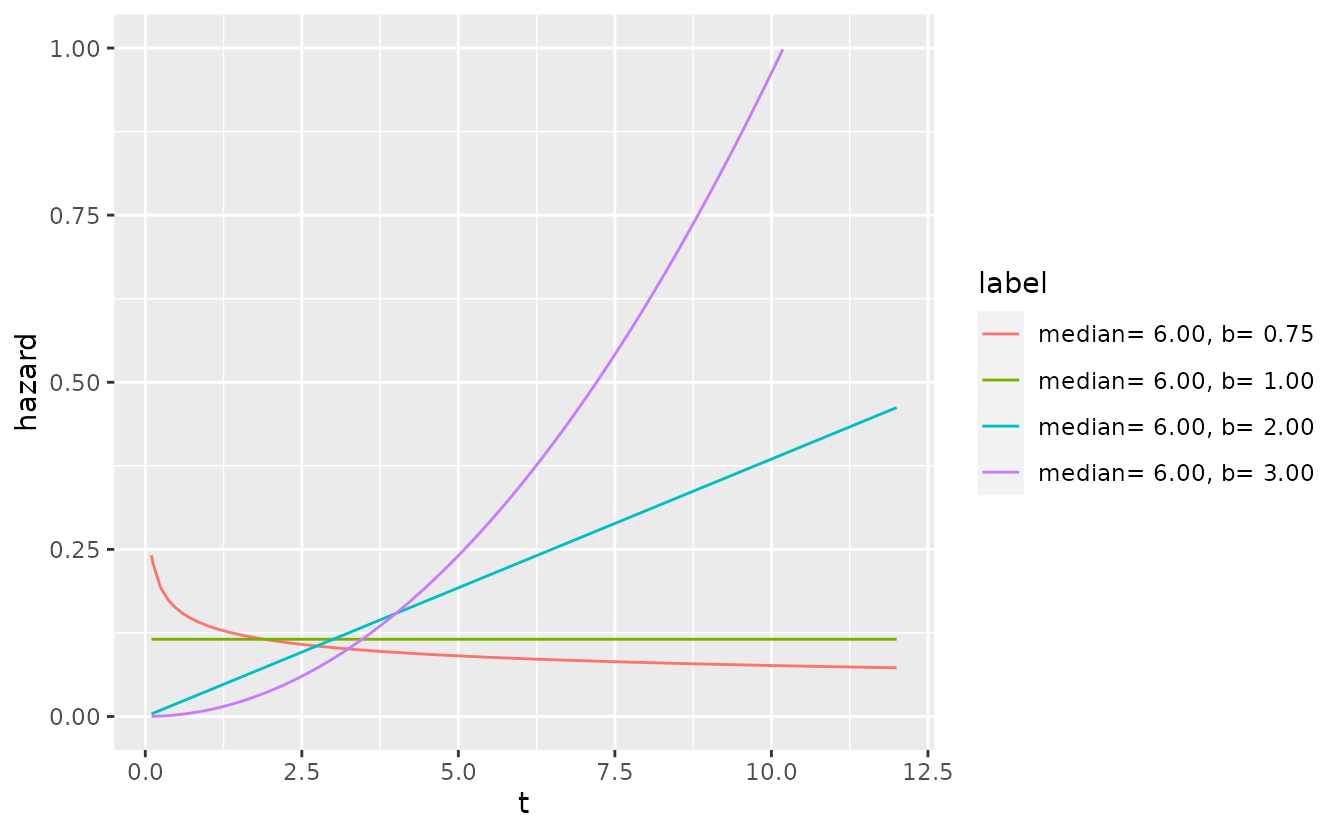 1.00
0.75
0.50
0.25
0.00
hazard
0.0 2.5 5.0 7.5 10.0 12.5
t
label
median= 6.00, b= 0.75
median= 6.00, b= 1.00
median= 6.00, b= 2.00
median= 6.00, b= 3.00